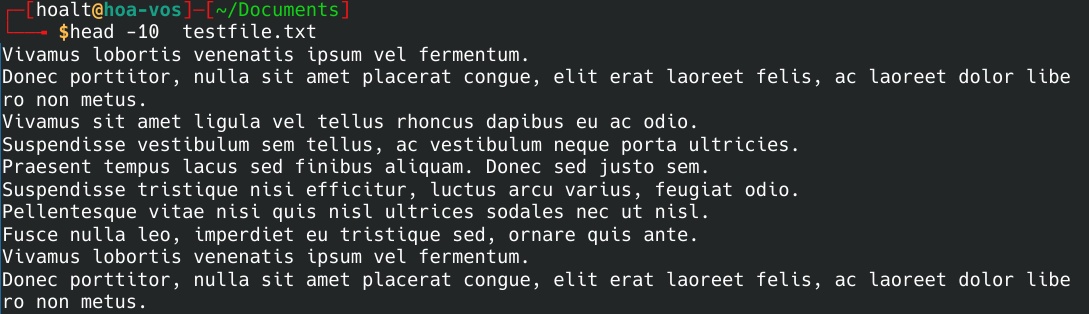 ┌─[hoalt@hoa-vos]─[~/Documents]
└──╼ $head -10  testfile.txt
Vivamus lobortis venenatis ipsum vel fermentum.
Donec porttitor, nulla sit amet placerat congue, elit erat laoreet felis, ac laoreet dolor libe
ro non metus.
Vivamus sit amet ligula vel tellus rhoncus dapibus eu ac odio.
Suspendisse vestibulum sem tellus, ac vestibulum neque porta ultricies.
Praesent tempus lacus sed finibus aliquam. Donec sed justo sem.
Suspendisse tristique nisi efficitur, luctus arcu varius, feugiat odio.
Pellentesque vitae nisi quis nisl ultrices sodales nec ut nisl.
Fusce nulla leo, imperdiet eu tristique sed, ornare quis ante.
Vivamus lobortis venenatis ipsum vel fermentum.
Donec porttitor, nulla sit amet placerat congue, elit erat laoreet felis, ac laoreet dolor libe
ro non metus.